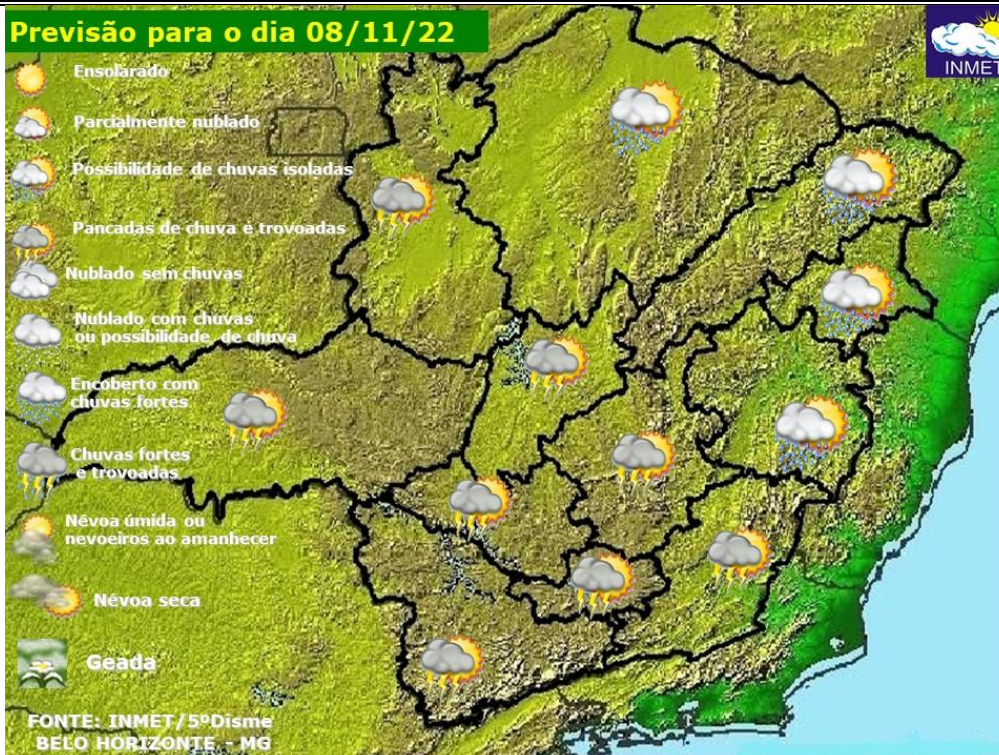 Previsão para o dia 08/11/22
INMET
Ensolarado
Parcialmente nublado
Possibilidade de chuvas isoladas
Pancadas de chuva e trovoadas
Nublado sem chuvas
Nublado com chuvas
ou possibilidade de chuva
Encoberto com
chuvas fortes
Chuvas fortes
e trovoadas
Névoa úmida ou
nevoeiros ao amanhecer
Névoa seca
Geada
FONTE: INMET/5ºDisme
BELO HORIZONTE - MG